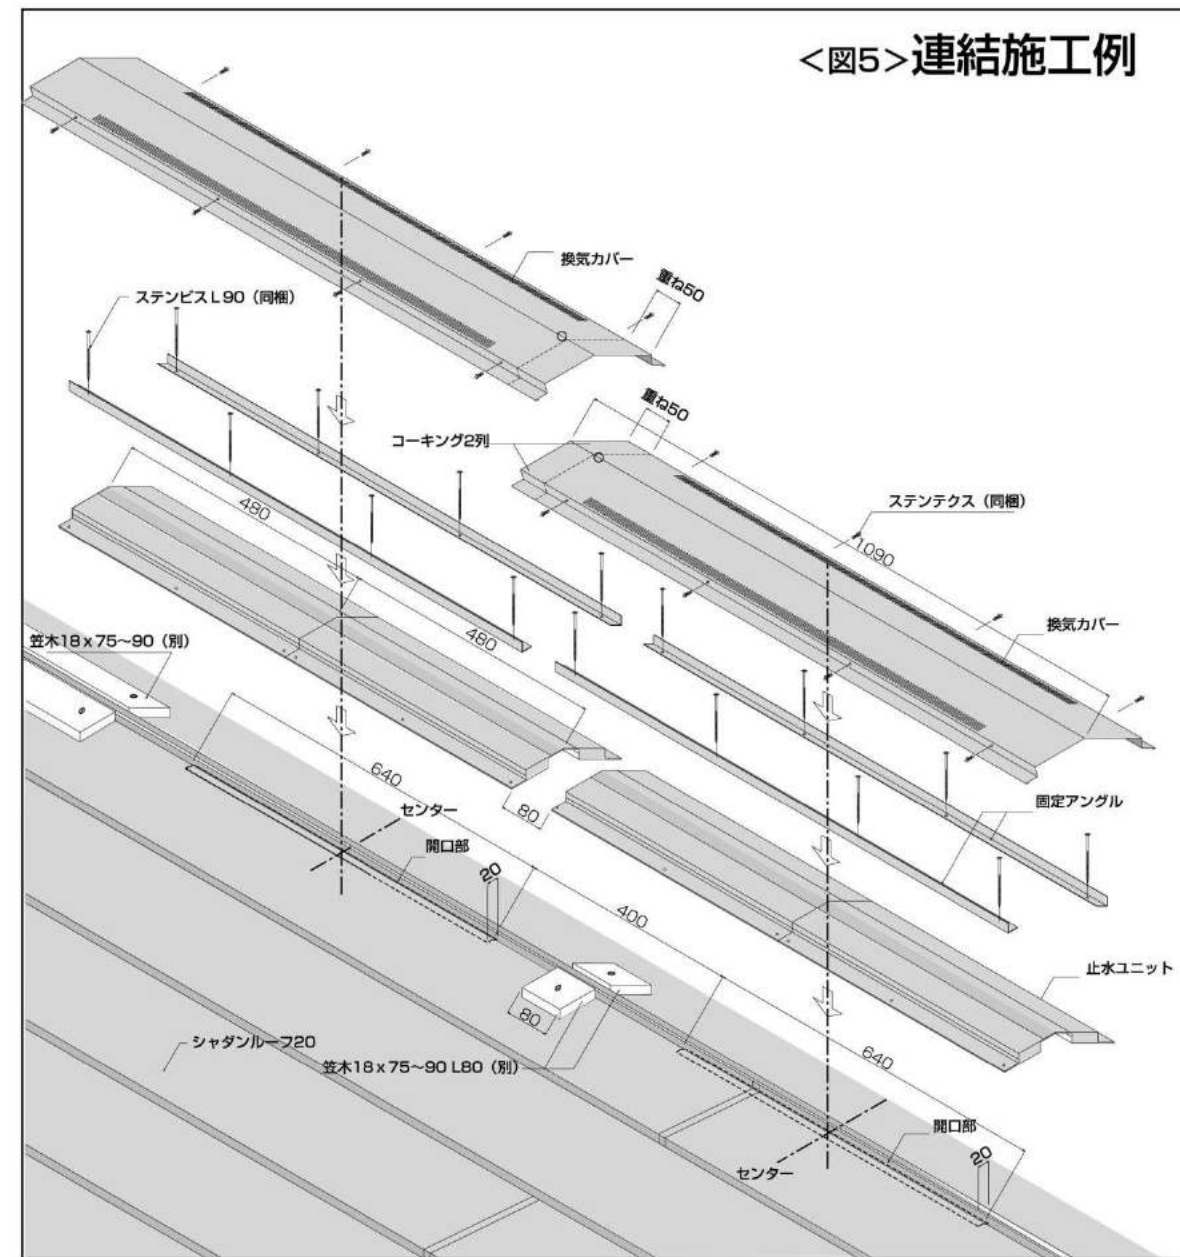 <図5>連結施工例
換気カバー
重ね50
ステンビスL90（同梱）
重ね50
コーキング2列
480
ステンテクス（同梱）
1090
480
換気カバー
笠木18x75〜90（別）
640
80
固定アングル
センター
開口部
20
400
止水ユニット
80
シャダンルーフ20
笠木18x75〜90 L80（別）
640
開口部
20
センター